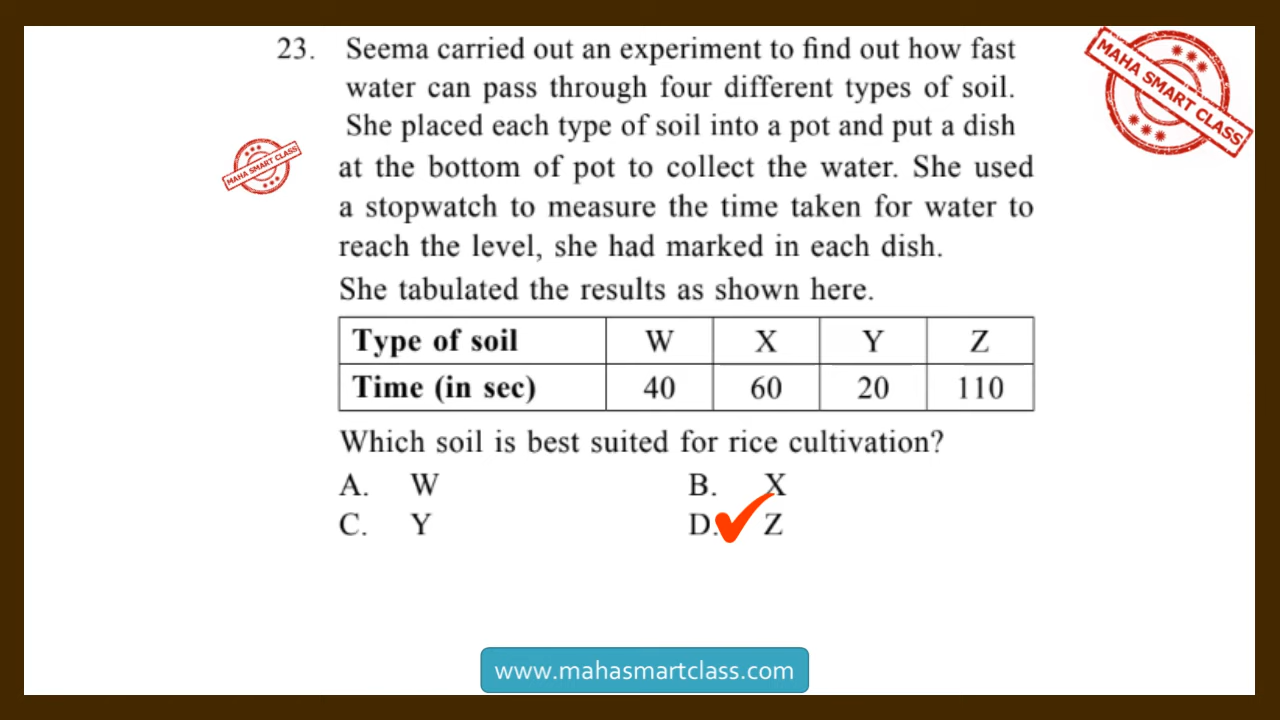 23. Seema carried out an experiment to find out how fast
water can pass through four different types of soil.
She placed each type of soil into a pot and put a dish
at the bottom of pot to collect the water. She used
a stopwatch to measure the time taken for water to
reach the level, she had marked in each dish.
She tabulated the results as shown here.
Type of soil W X Y Z
Time (in sec) 40 60 20 110
Which soil is best suited for rice cultivation?
A. W B. X
C. Y D. Z
MAHA SMART CLASS
MAHA SMART CLASS
www.mahasmartclass.com